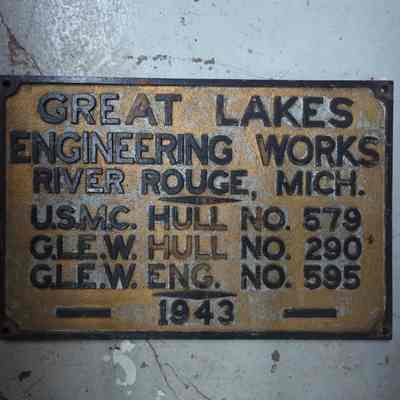 GREAT LAKES
ENGINEERING WORKS
RIVER ROUGE, MICH.
U.S.M.C. HULL NO. 579
G.L.E.W. HULL NO. 290
G.L.E.W. ENG. NO. 595
1943